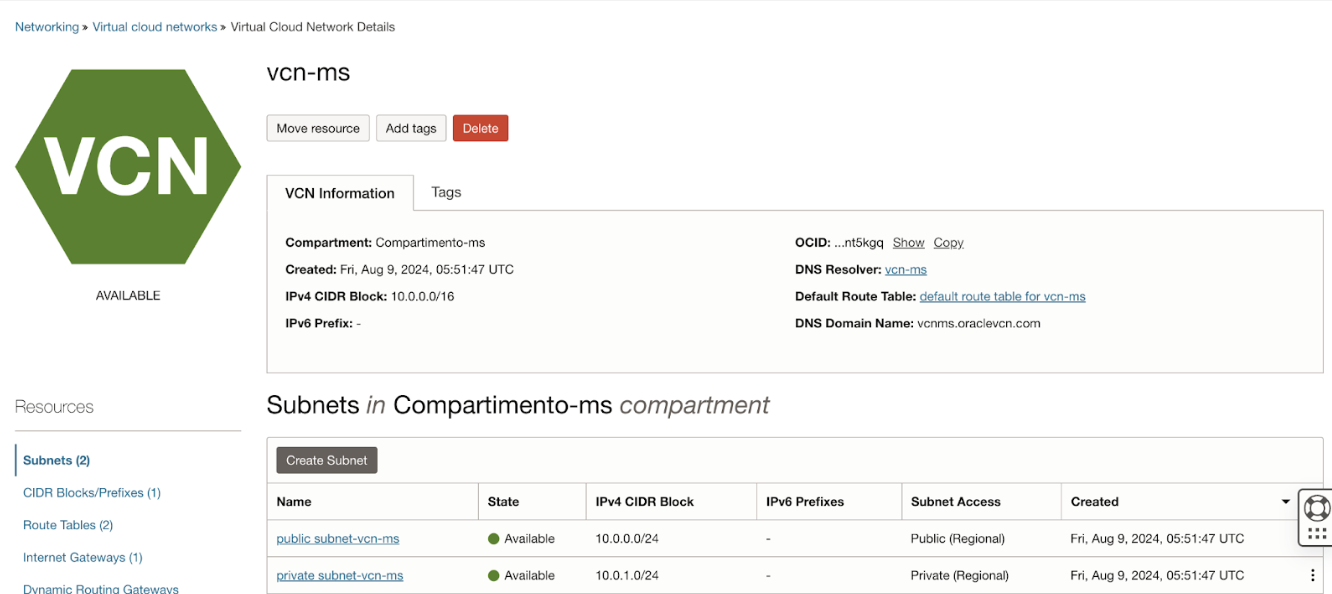 Networking » Virtual cloud networks » Virtual Cloud Network Details
VCN
AVAILABLE
vcn-ms
Move resource Add tags Delete
VCN Information Tags
Compartment: Compartimento-ms
Created: Fri, Aug 9, 2024, 05:51:47 UTC
IPv4 CIDR Block: 10.0.0.0/16
IPv6 Prefix: -
OCID: ...nt5kgq Show Copy
DNS Resolver: vcn-ms
Default Route Table: default route table for vcn-ms
DNS Domain Name: vcnms.oraclevcn.com
Resources
Subnets (2)
CIDR Blocks/Prefixes (1)
Route Tables (2)
Internet Gateways (1)
Dynamic Routing Gateways
Subnets in Compartimento-ms compartment
Create Subnet
Name State IPv4 CIDR Block IPv6 Prefixes Subnet Access Created
public subnet-vcn-ms Available 10.0.0.0/24 - Public (Regional) Fri, Aug 9, 2024, 05:51:47 UTC
private subnet-vcn-ms Available 10.0.1.0/24 - Private (Regional) Fri, Aug 9, 2024, 05:51:47 UTC